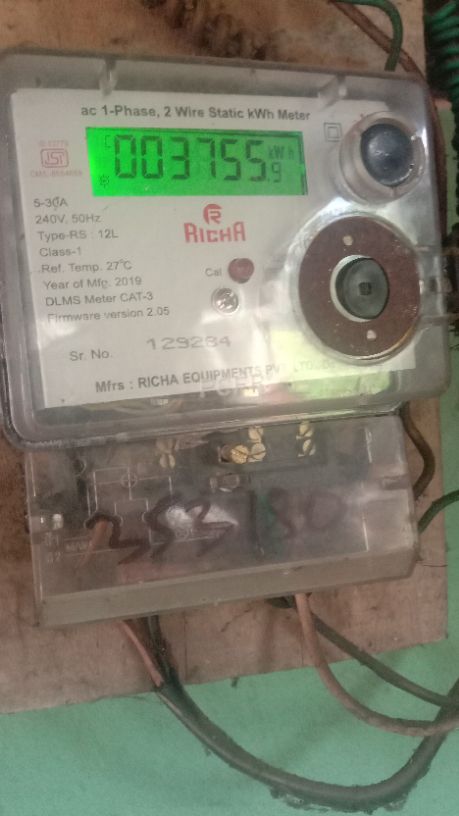 ac 1-Phase, 2 Wire Static kWh Meter
003755.9 kWh
5-30A
240V, 50Hz
Type-RS : 12L
Class-1
Ref. Temp. 27°C
Year of Mfg. 2019
DLMS Meter CAT-3
Firmware version 2.05
RICHA
Cal
Sr. No. 129284
Mfrs : RICHA EQUIPMENTS PVT. LTD.
353180